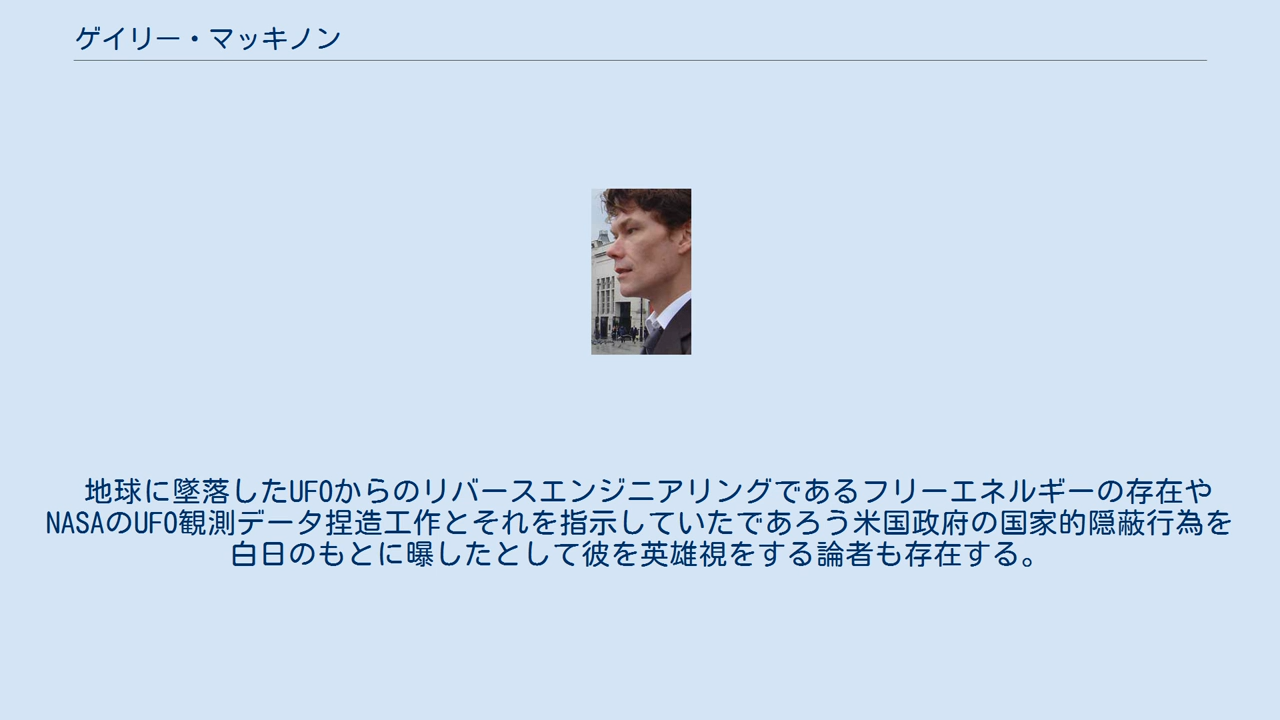 ゲイリー・マッキノン
地球に墜落したUFOからのリバースエンジニアリングであるフリーエネルギーの存在や
NASAのUFO観測データ捏造工作とそれを指示していたであろう米国政府の国家的隠蔽行為を
白日のもとに曝したとして彼を英雄視をする論者も存在する。